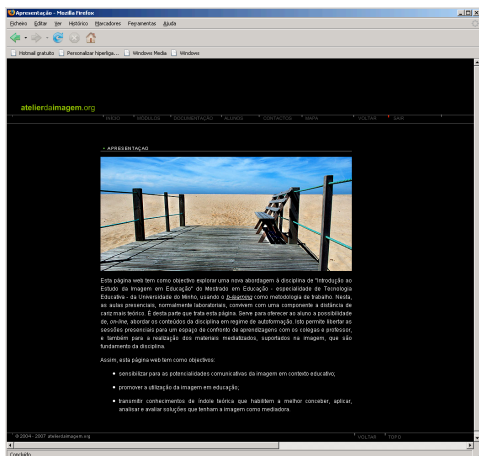 Apresentação - Mozilla Firefox
Ficheiro Editar Ver Histórico Marcadores Ferramentas Ajuda
Hotmail gratuito Personalizar hiperliga... Windows Media Windows
atelierdaimagem.org
INÍCIO MÓDULOS DOCUMENTAÇÃO ALUNOS CONTACTOS MAPA VOLTAR SAIR
APRESENTAÇÃO
Esta página web tem como objectivo explorar uma nova abordagem à disciplina de "Introdução ao
Estudo da Imagem em Educação" do Mestrado em Educação - especialidade de Tecnologia
Educativa - da Universidade do Minho, usando o b-learning como metodologia de trabalho. Nesta,
as aulas presenciais, normalmente laboratoriais, convivem com uma componente a distância de
cariz mais teórico. É desta parte que trata esta página. Serve para oferecer ao aluno a possibilidade
de, on-line, abordar os conteúdos da disciplina em regime de autoformação. Isto permite libertar as
sessões presenciais para um espaço de confronto de aprendizagens com os colegas e professor,
e também para a realização dos materiais mediatizados, suportados na imagem, que são
fundamento da disciplina.
Assim, esta página web tem como objectivos:
sensibilizar para as potencialidades comunicativas da imagem em contexto educativo;
promover a utilização da imagem em educação;
transmitir conhecimentos de índole teórica que habilitem a melhor conceber, aplicar,
analisar e avaliar soluções que tenham a imagem como mediadora.
© 2004 - 2007 atelierdaimagem.org VOLTAR TOPO
Concluído